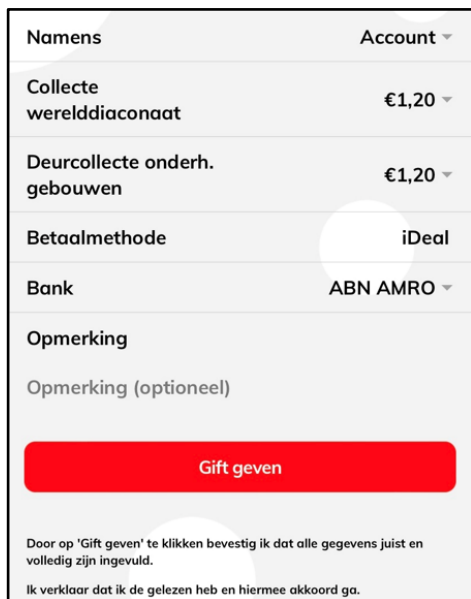 Namens Account
Collecte
werelddiaconaat €1,20
Deurcollecte onderh.
gebouwen €1,20
Betaalmethode iDeal
Bank ABN AMRO
Opmerking
Opmerking (optioneel)
Gift geven
Door op 'Gift geven' te klikken bevestig ik dat alle gegevens juist en
volledig zijn ingevuld.
Ik verklaar dat ik de gelezen heb en hiermee akkoord ga.